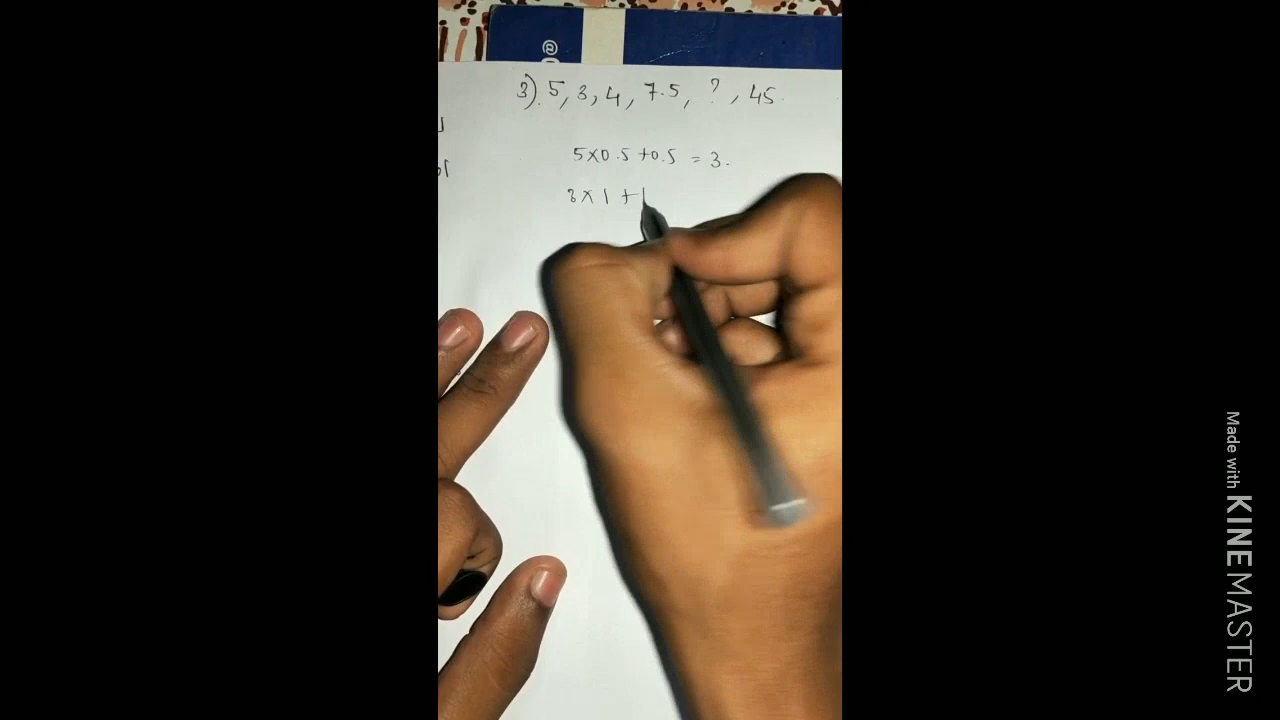 3). 5, 3, 4, 7.5, ?, 45.
5×0.5+0.5 = 3.
3×1+1
@
Made with KINEMASTER